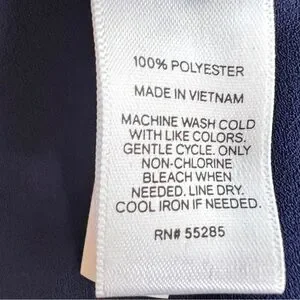 100% POLYESTER
MADE IN VIETNAM
MACHINE WASH COLD
WITH LIKE COLORS.
GENTLE CYCLE. ONLY
NON-CHLORINE
BLEACH WHEN
NEEDED. LINE DRY.
COOL IRON IF NEEDED.
RN# 55285